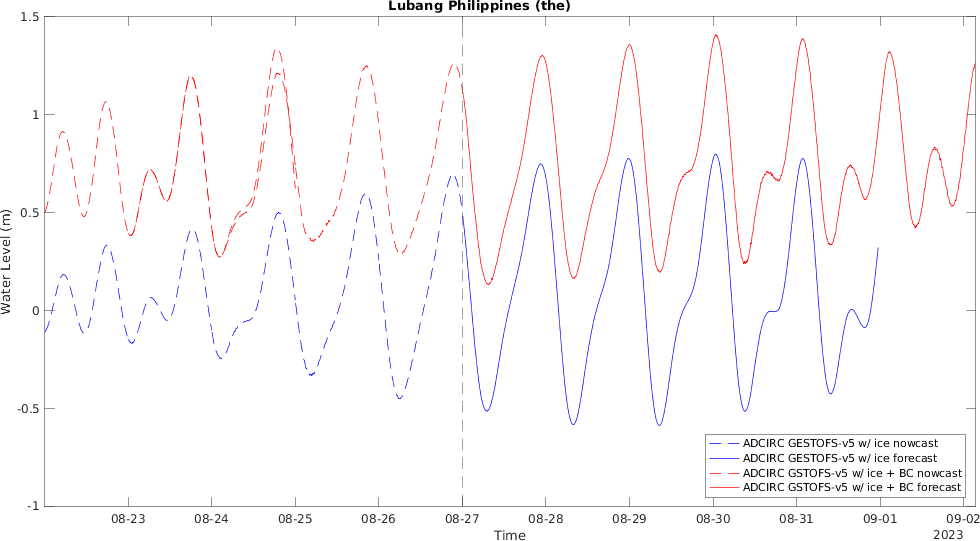 Lubang Philippines (the)
1.5
1
0.5
0
-0.5
-1
Water Level (m)
08-23
08-24
08-25
08-26
08-27
08-28
08-29
08-30
08-31
09-01
09-02
Time
2023
ADCIRC GESTOFS-v5 w/ ice nowcast
ADCIRC GESTOFS-v5 w/ ice forecast
ADCIRC GSTOFS-v5 w/ ice + BC nowcast
ADCIRC GSTOFS-v5 w/ ice + BC forecast